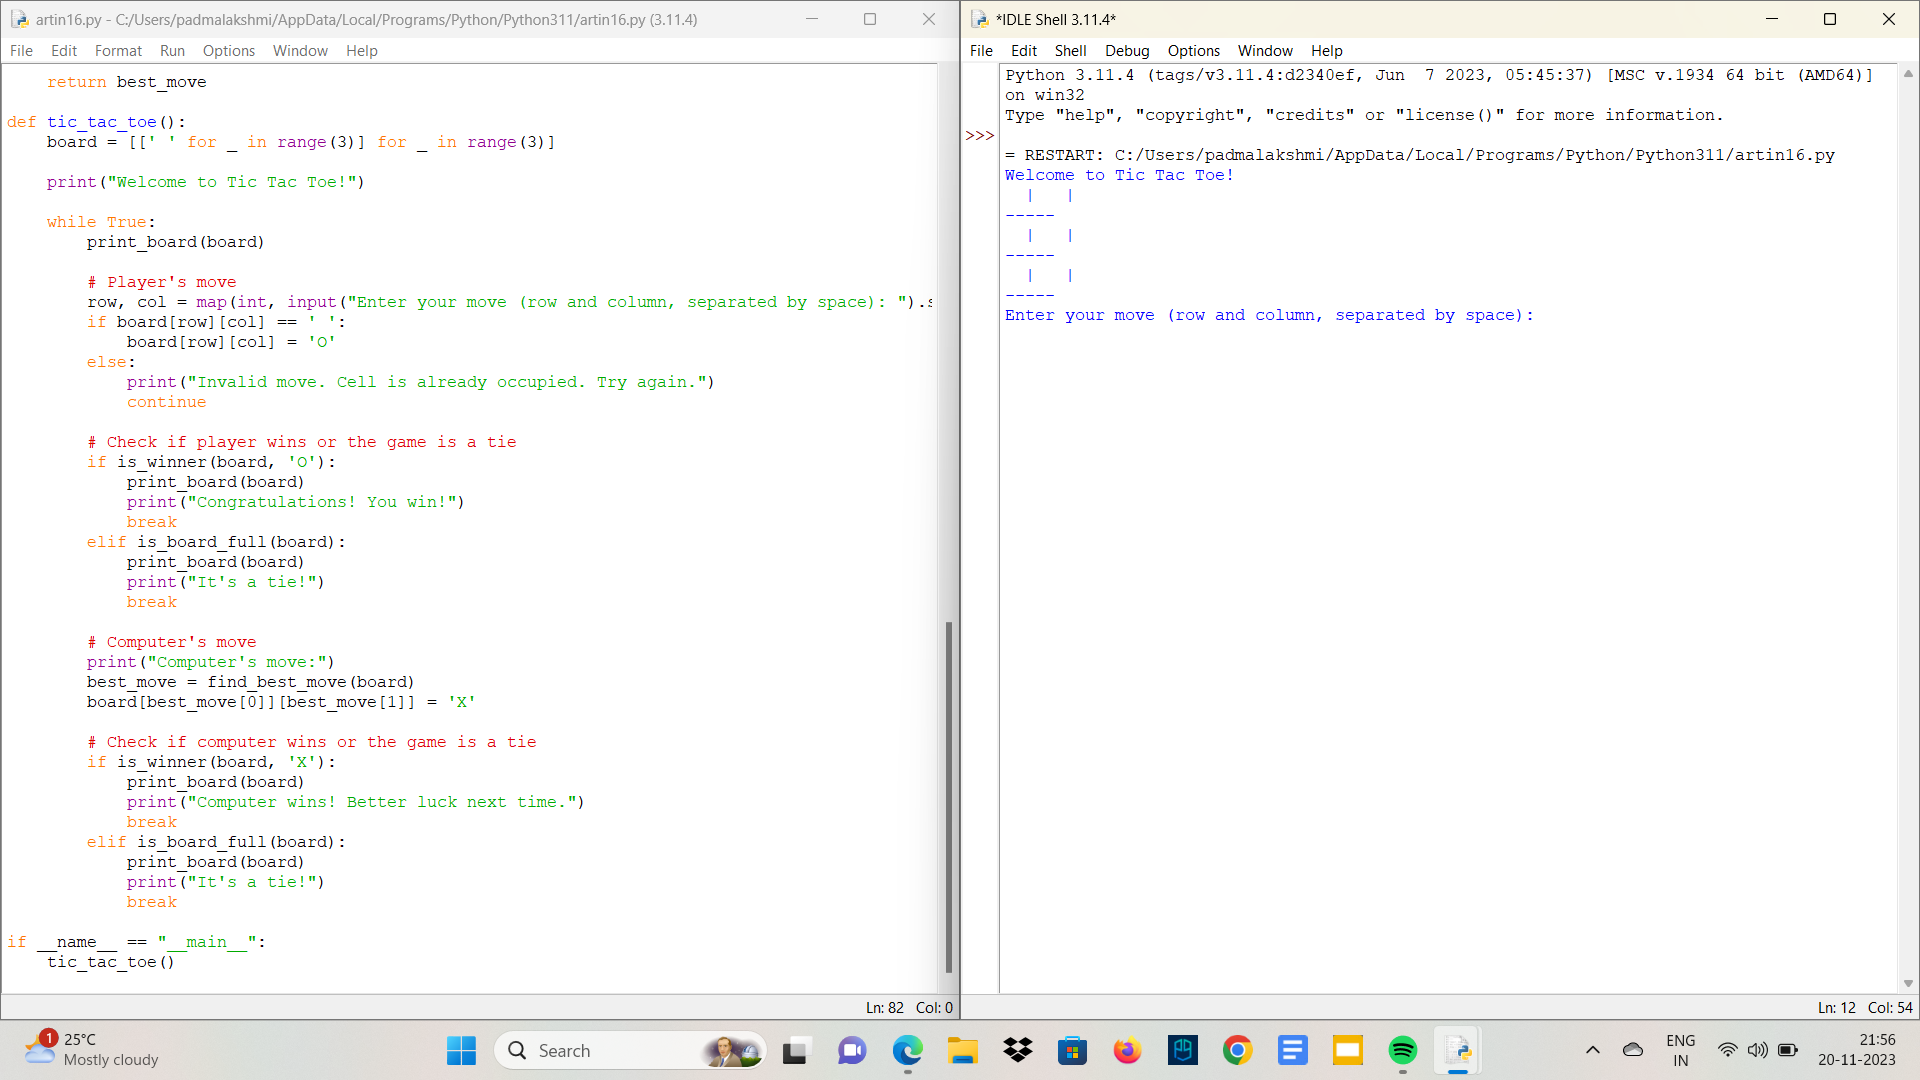 artin16.py - C:/Users/padmalakshmi/AppData/Local/Programs/Python/Python311/artin16.py (3.11.4)
File Edit Format Run Options Window Help
    return best_move

def tic_tac_toe():
    board = [[' ' for _ in range(3)] for _ in range(3)]

    print("Welcome to Tic Tac Toe!")

    while True:
        print_board(board)

        # Player's move
        row, col = map(int, input("Enter your move (row and column, separated by space): ").s
        if board[row][col] == ' ':
            board[row][col] = 'O'
        else:
            print("Invalid move. Cell is already occupied. Try again.")
            continue

        # Check if player wins or the game is a tie
        if is_winner(board, 'O'):
            print_board(board)
            print("Congratulations! You win!")
            break
        elif is_board_full(board):
            print_board(board)
            print("It's a tie!")
            break

        # Computer's move
        print("Computer's move:")
        best_move = find_best_move(board)
        board[best_move[0]][best_move[1]] = 'X'

        # Check if computer wins or the game is a tie
        if is_winner(board, 'X'):
            print_board(board)
            print("Computer wins! Better luck next time.")
            break
        elif is_board_full(board):
            print_board(board)
            print("It's a tie!")
            break

if __name__ == "__main__":
    tic_tac_toe()
Ln: 82 Col: 0
*IDLE Shell 3.11.4*
File Edit Shell Debug Options Window Help
Python 3.11.4 (tags/v3.11.4:d2340ef, Jun  7 2023, 05:45:37) [MSC v.1934 64 bit (AMD64)]
on win32
Type "help", "copyright", "credits" or "license()" for more information.
>>>
= RESTART: C:/Users/padmalakshmi/AppData/Local/Programs/Python/Python311/artin16.py
Welcome to Tic Tac Toe!
  |   |
-----
  |   |
-----
  |   |
-----
Enter your move (row and column, separated by space):
Ln: 12 Col: 54
1
25°C
Mostly cloudy
Search
ENG
IN
21:56
20-11-2023